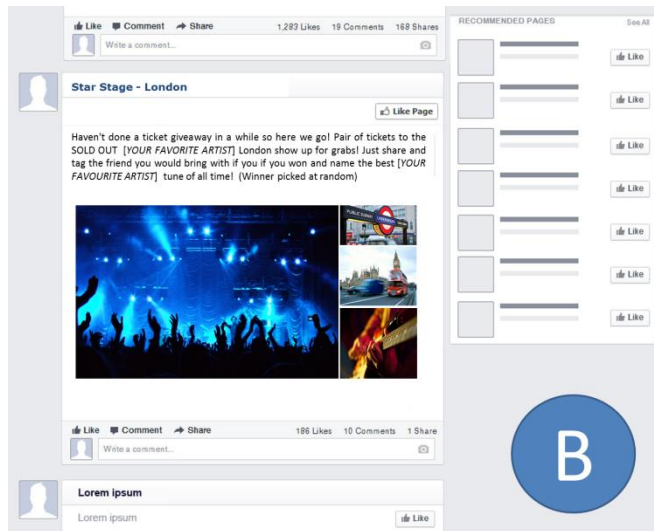 Like Comment Share 1,283 Likes 19 Comments 168 Shares
Write a comment...
RECOMMENDED PAGES See All
Like
Like
Like
Like
Like
Like
Like
Star Stage - London
Like Page
Haven't done a ticket giveaway in a while so here we go! Pair of tickets to the
SOLD OUT [YOUR FAVORITE ARTIST] London show up for grabs! Just share and
tag the friend you would bring with if you if you won and name the best [YOUR
FAVOURITE ARTIST] tune of all time! (Winner picked at random)
PUBLIC SUBWAY
UNDERGROUND
Like Comment Share 186 Likes 10 Comments 1 Share
Write a comment...
B
Lorem ipsum
Lorem ipsum Like